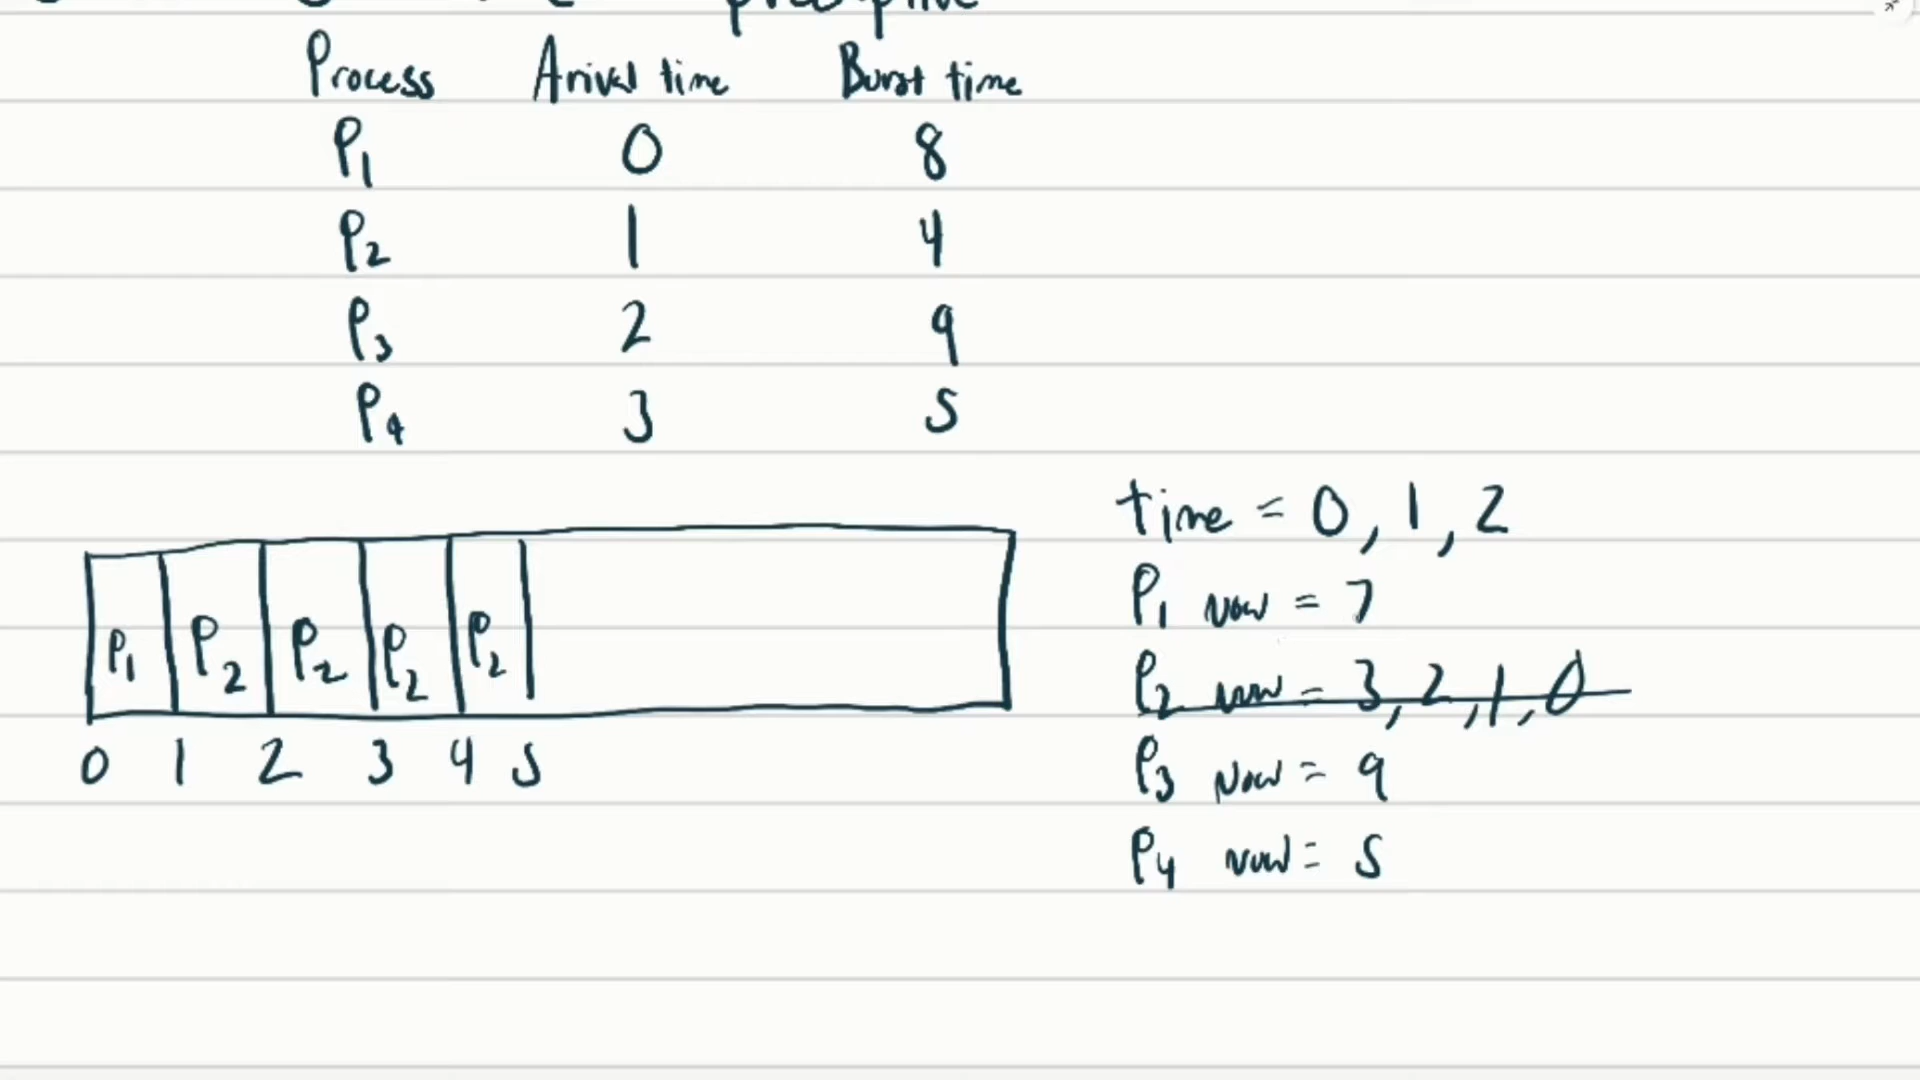 preemptive
Process Arival time Burst time
P1 0 8
P2 1 4
P3 2 9
P4 3 5
time = 0, 1, 2
P1 now = 7
P2 now = 3, 2, 1, 0
P3 now = 9
P4 now = 5
P1 P2 P2 P2 P2
0 1 2 3 4 5